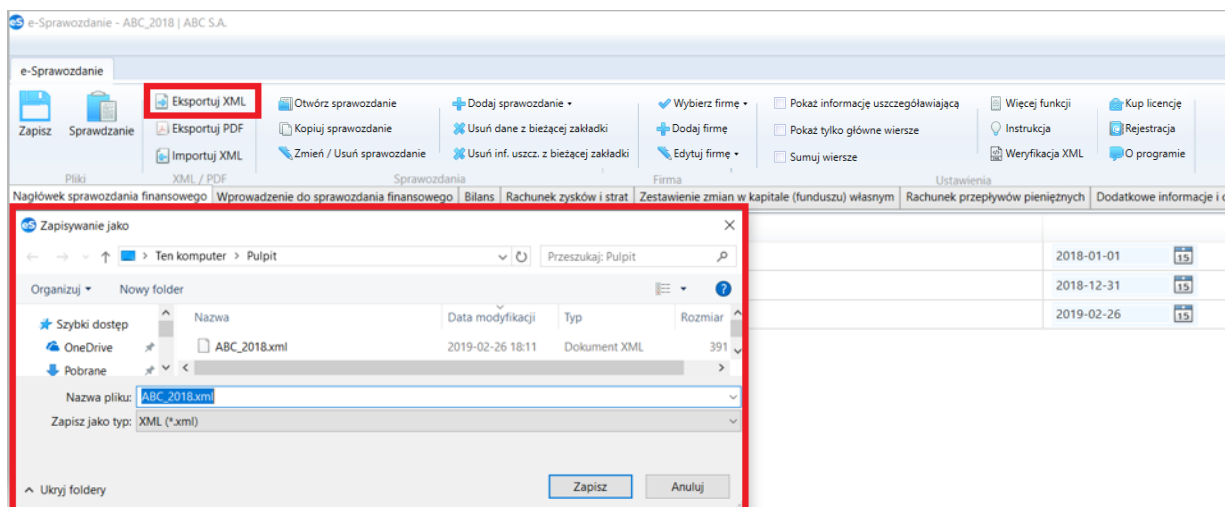 eS e-Sprawozdanie - ABC_2018 | ABC S.A.
e-Sprawozdanie
Eksportuj XML Otwórz sprawozdanie Dodaj sprawozdanie Wybierz firmę Pokaż informację uszczegóławiającą Więcej funkcji Kup licencję
Zapisz Sprawdzanie Eksportuj PDF Kopiuj sprawozdanie Usuń dane z bieżącej zakładki Dodaj firmę Pokaż tylko główne wiersze Instrukcja Rejestracja
Importuj XML Zmień / Usuń sprawozdanie Usuń inf. uszcz. z bieżącej zakładki Edytuj firmę Sumuj wiersze Weryfikacja XML O programie
Pliki XML / PDF Sprawozdania Firma Ustawienia
Nagłówek sprawozdania finansowego Wprowadzenie do sprawozdania finansowego Bilans Rachunek zysków i strat Zestawienie zmian w kapitale (funduszu) własnym Rachunek przepływów pieniężnych Dodatkowe informacje i
eS Zapisywanie jako
Ten komputer > Pulpit Przeszukaj: Pulpit
2018-01-01 15
Organizuj Nowy folder ?
2018-12-31 15
Szybki dostęp Nazwa Data modyfikacji Typ Rozmiar
2019-02-26 15
OneDrive ABC_2018.xml 2019-02-26 18:11 Dokument XML 391
Pobrane
Nazwa pliku: ABC_2018.xml
Zapisz jako typ: XML (*.xml)
Ukryj foldery Zapisz Anuluj